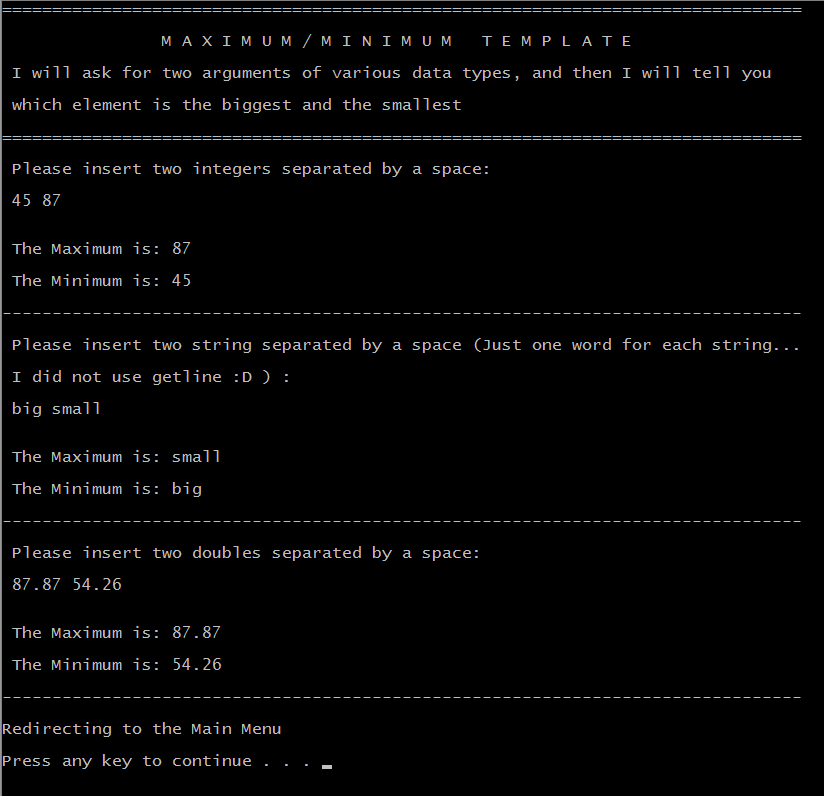 ================================================================================
M A X I M U M / M I N I M U M   T E M P L A T E
I will ask for two arguments of various data types, and then I will tell you
which element is the biggest and the smallest
================================================================================
Please insert two integers separated by a space:
45 87
The Maximum is: 87
The Minimum is: 45
--------------------------------------------------------------------------------
Please insert two string separated by a space (Just one word for each string...
I did not use getline :D ) :
big small
The Maximum is: small
The Minimum is: big
--------------------------------------------------------------------------------
Please insert two doubles separated by a space:
87.87 54.26
The Maximum is: 87.87
The Minimum is: 54.26
--------------------------------------------------------------------------------
Redirecting to the Main Menu
Press any key to continue . . . _